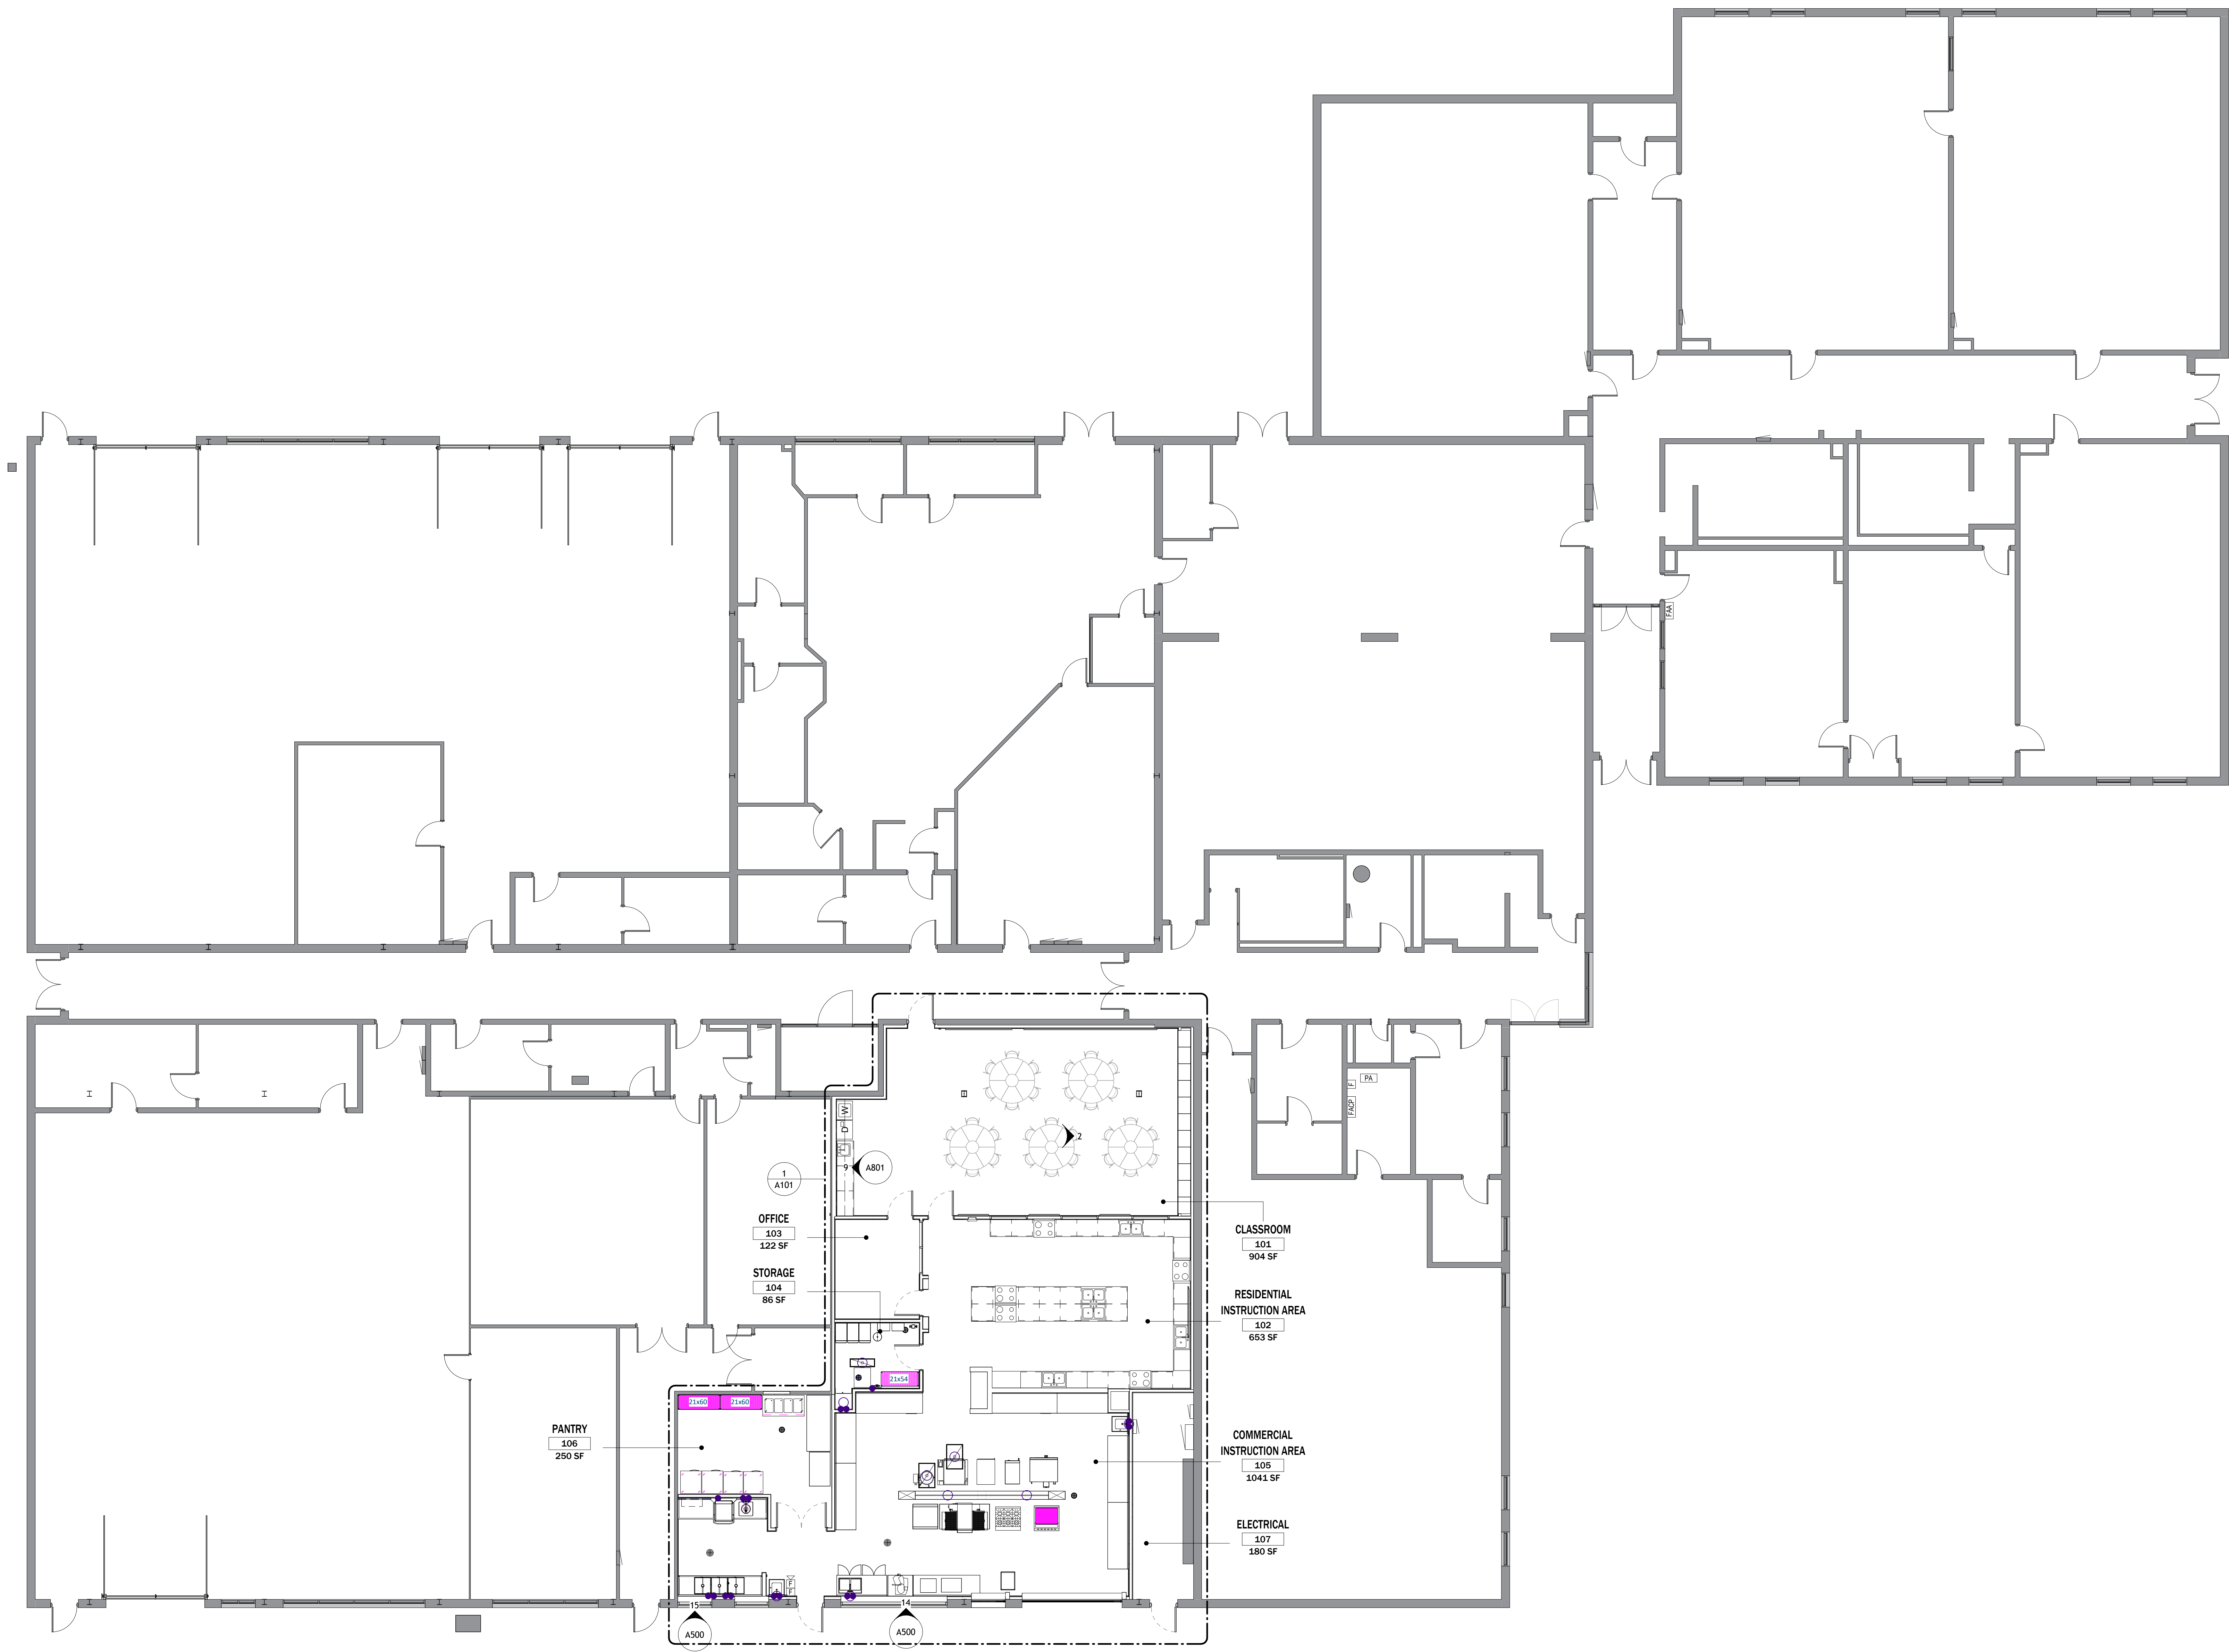 FAA
PA
F
FACP
W
D
2
9
A801
1
A101
OFFICE
103
122 SF
STORAGE
104
86 SF
CLASSROOM
101
904 SF
RESIDENTIAL
INSTRUCTION AREA
102
653 SF
21x54
21x60
21x60
PANTRY
106
250 SF
COMMERCIAL
INSTRUCTION AREA
105
1041 SF
ELECTRICAL
107
180 SF
15
A500
14
A500